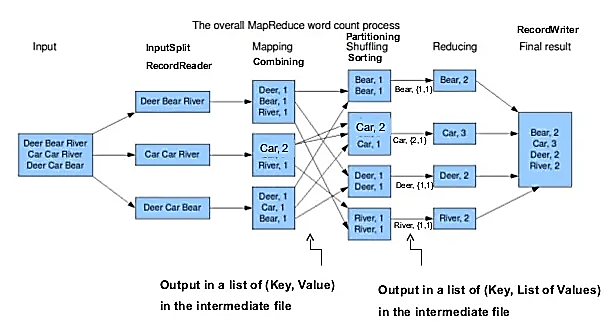 The overall MapReduce word count process
Input
InputSplit
RecordReader
Mapping
Combining
Partitioning
Shuffling
Sorting
Reducing
RecordWriter
Final result
Deer Bear River
Car Car River
Deer Car Bear
Deer Bear River
Car Car River
Deer Car Bear
Deer, 1
Bear, 1
River, 1
Car, 2
River, 1
Deer, 1
Car, 1
Bear, 1
Bear, 1
Bear, 1
Car, 2
Car, 1
Deer, 1
Deer, 1
River, 1
River, 1
Bear, {1,1}
Car, {2,1}
Deer, {1,1}
River, {1,1}
Bear, 2
Car, 3
Deer, 2
River, 2
Bear, 2
Car, 3
Deer, 2
River, 2
Output in a list of (Key, Value)
in the intermediate file
Output in a list of (Key, List of Values)
in the intermediate file